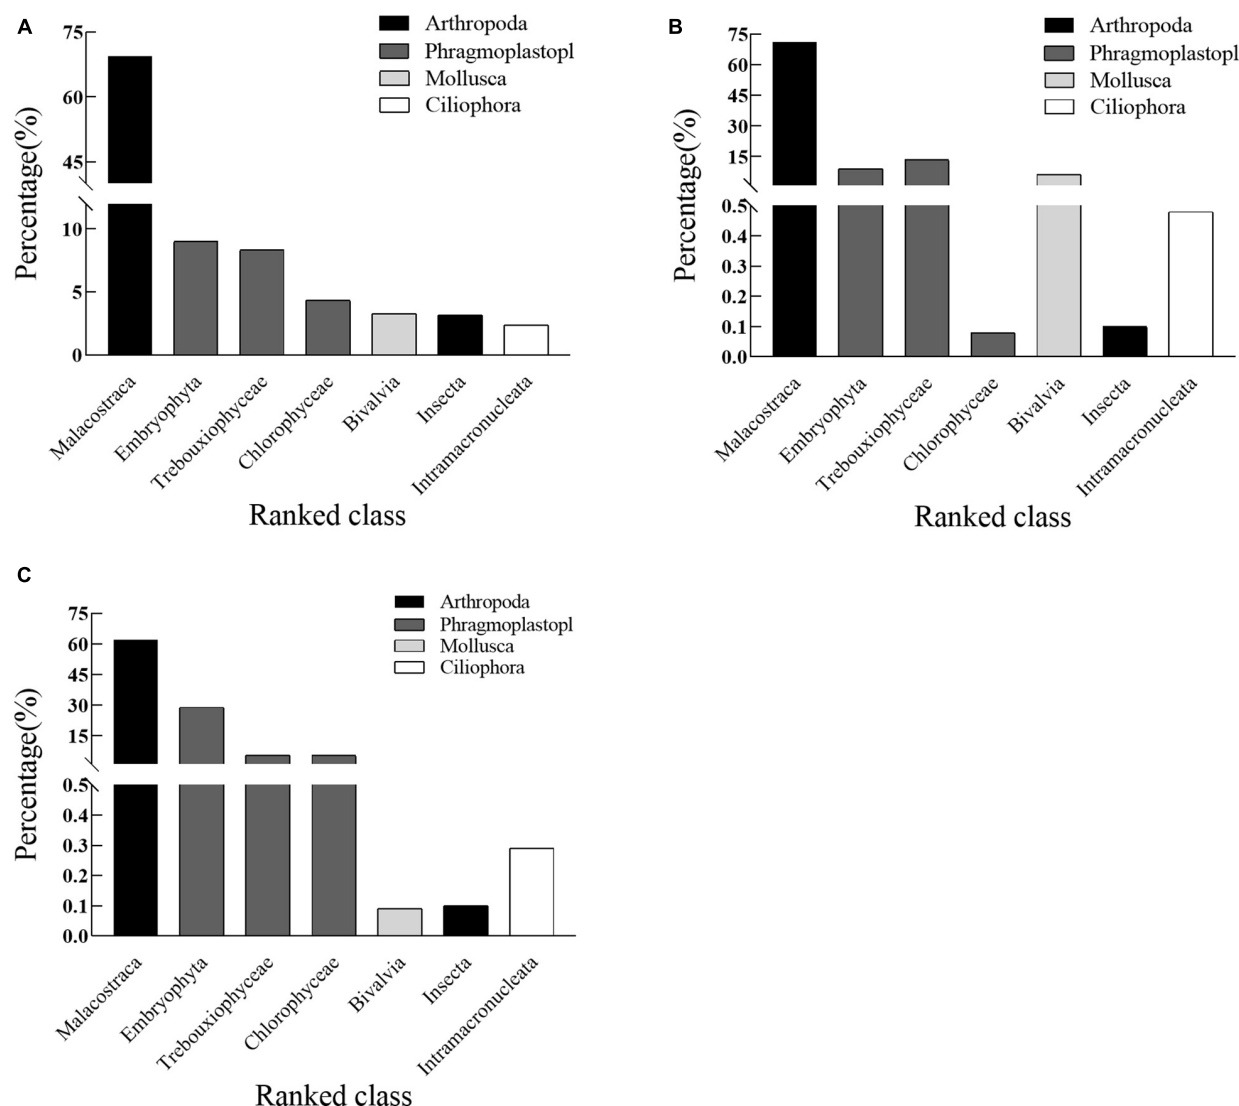 A
Arthropoda
Phragmoplastopl
Mollusca
Ciliophora
Percentage(%)
75
60
45
10
5
0
Malacostraca
Embryophyta
Trebouxiophyceae
Chlorophyceae
Bivalvia
Insecta
Intramacronucleata
Ranked class
B
Arthropoda
Phragmoplastopl
Mollusca
Ciliophora
Percentage(%)
75
60
45
30
15
0.5
0.4
0.3
0.2
0.1
0.0
Malacostraca
Embryophyta
Trebouxiophyceae
Chlorophyceae
Bivalvia
Insecta
Intramacronucleata
Ranked class
C
Arthropoda
Phragmoplastopl
Mollusca
Ciliophora
Percentage(%)
75
60
45
30
15
0.5
0.4
0.3
0.2
0.1
0.0
Malacostraca
Embryophyta
Trebouxiophyceae
Chlorophyceae
Bivalvia
Insecta
Intramacronucleata
Ranked class